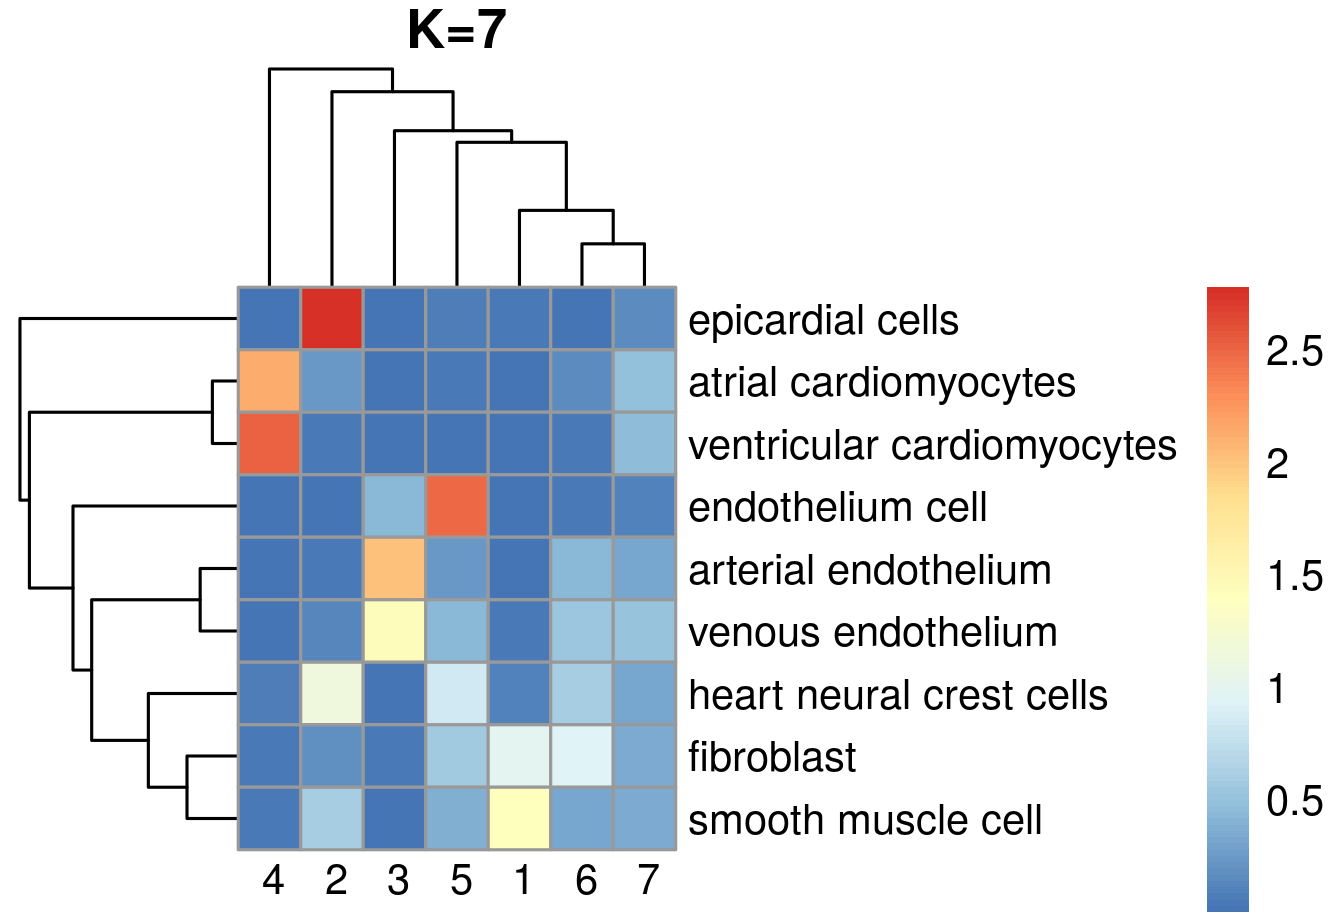 K=7
epicardial cells
atrial cardiomyocytes
ventricular cardiomyocytes
endothelium cell
arterial endothelium
venous endothelium
heart neural crest cells
fibroblast
smooth muscle cell
4 2 3 5 1 6 7
2.5
2
1.5
1
0.5